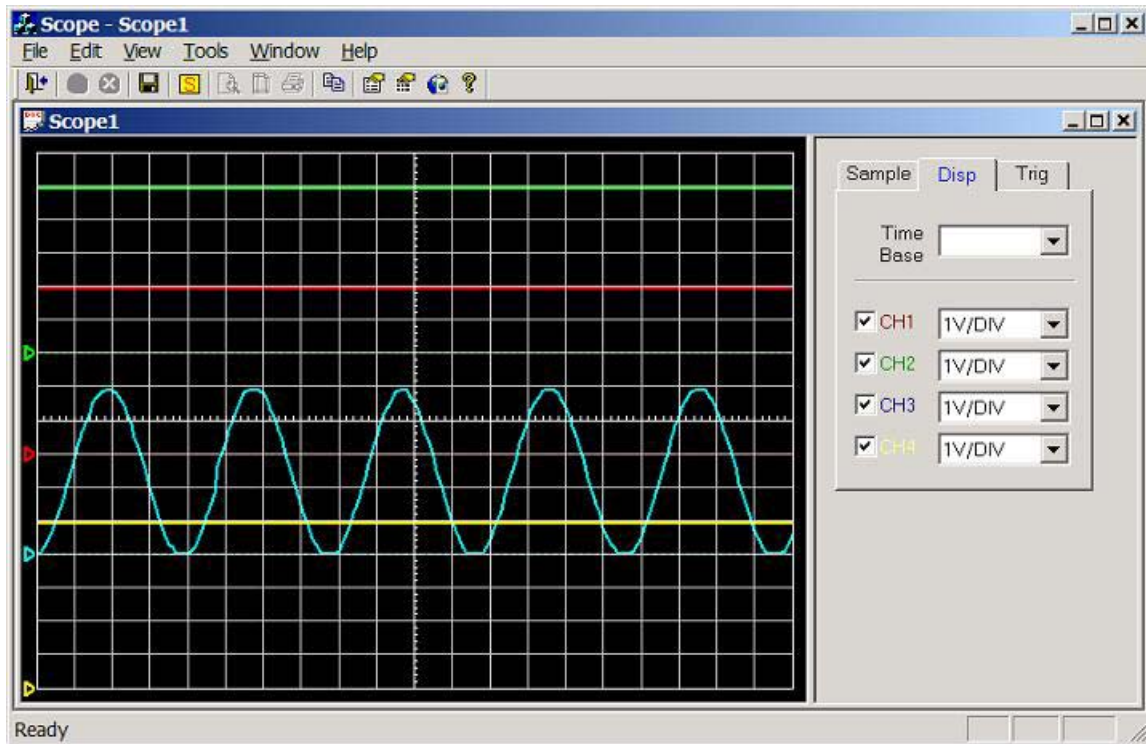 Scope - Scope1
File Edit View Tools Window Help
S
Scope1
Sample Disp Trig
Time
Base
CH1 1V/DIV
CH2 1V/DIV
CH3 1V/DIV
CH4 1V/DIV
Ready